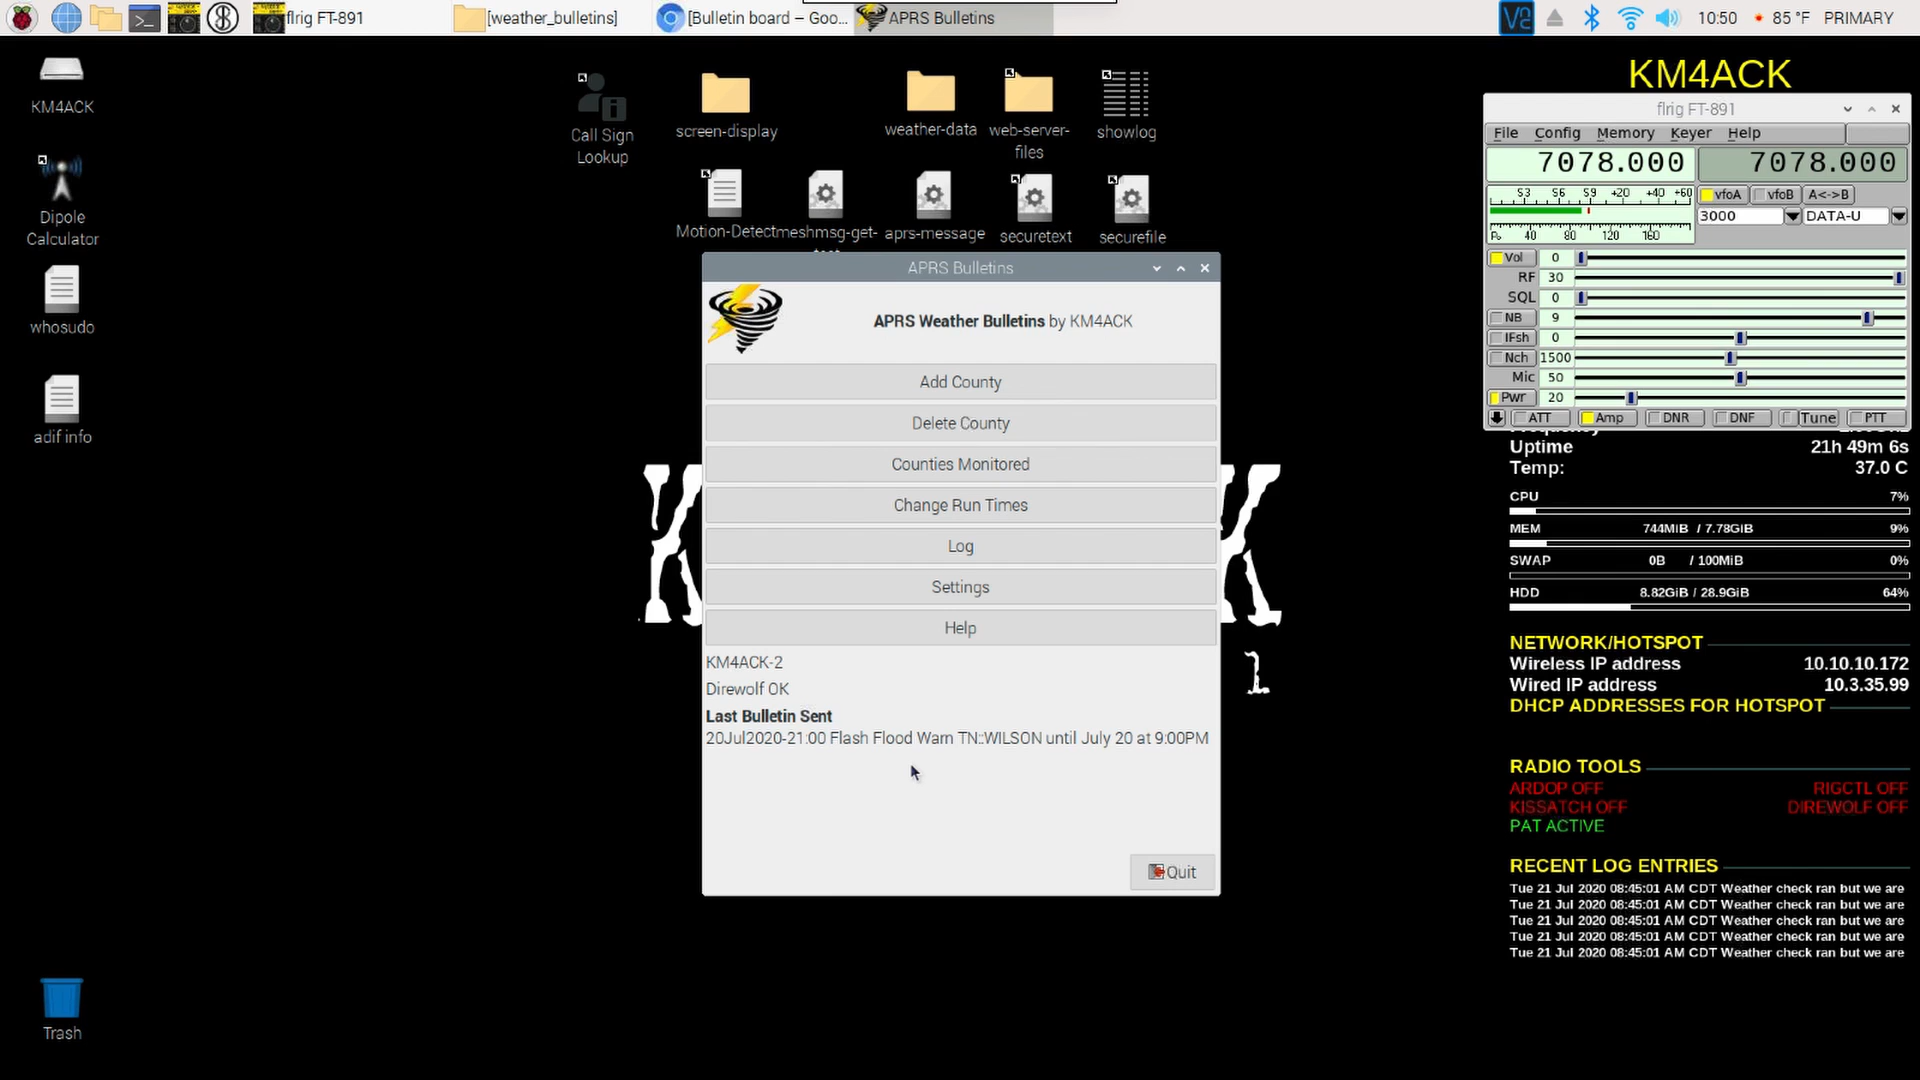 flrig FT-891
[weather_bulletins]
[Bulletin board – Goo...
APRS Bulletins
V2
10:50
85 °F
PRIMARY
KM4ACK
Dipole
Calculator
whosudo
adif info
Trash
Call Sign
Lookup
screen-display
weather-data
web-server-
files
showlog
Motion-Detect
meshmsg-get-
aprs-message
securetext
securefile
APRS Bulletins
APRS Weather Bulletins by KM4ACK
Add County
Delete County
Counties Monitored
Change Run Times
Log
Settings
Help
KM4ACK-2
Direwolf OK
Last Bulletin Sent
20Jul2020-21:00 Flash Flood Warn TN::WILSON until July 20 at 9:00PM
Quit
1
KM4ACK
flrig FT-891
File Config Memory Keyer Help
7078.000 7078.000
S3 S6 S9 +20 +40 +60
vfoA vfoB A<->B
3000 DATA-U
Po 40 80 120 160
Vol 0
RF 30
SQL 0
NB 9
IFsh 0
Nch 1500
Mic 50
Pwr 20
ATT Amp DNR DNF Tune PTT
Uptime 21h 49m 6s
Temp: 37.0 C
CPU 7%
MEM 744MiB / 7.78GiB 9%
SWAP 0B / 100MiB 0%
HDD 8.82GiB / 28.9GiB 64%
NETWORK/HOTSPOT
Wireless IP address 10.10.10.172
Wired IP address 10.3.35.99
DHCP ADDRESSES FOR HOTSPOT
RADIO TOOLS
ARDOP OFF RIGCTL OFF
KISSATCH OFF DIREWOLF OFF
PAT ACTIVE
RECENT LOG ENTRIES
Tue 21 Jul 2020 08:45:01 AM CDT Weather check ran but we are
Tue 21 Jul 2020 08:45:01 AM CDT Weather check ran but we are
Tue 21 Jul 2020 08:45:01 AM CDT Weather check ran but we are
Tue 21 Jul 2020 08:45:01 AM CDT Weather check ran but we are
Tue 21 Jul 2020 08:45:01 AM CDT Weather check ran but we are